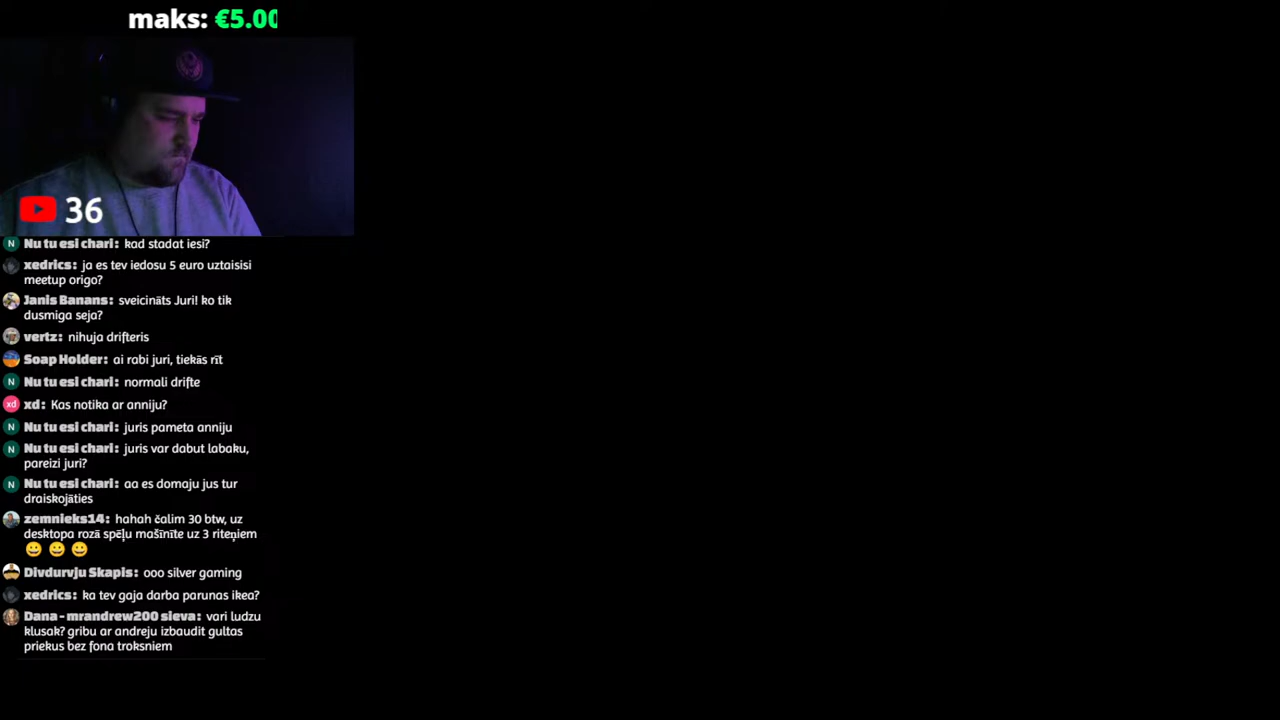 maks: €5.00
36
Nu tu esi chari: kad stadat iesi?
xedrics: ja es tev iedosu 5 euro uztaisisi
meetup origo?
Janis Banans: sveicināts Juri! ko tik
dusmiga seja?
vertz: nihuja drifteris
Soap Holder: ai rabi juri, tiekās rīt
N Nu tu esi chari: normali drifte
xd xd: Kas notika ar anniju?
N Nu tu esi chari: juris pameta anniju
N Nu tu esi chari: juris var dabut labaku,
pareizi juri?
N Nu tu esi chari: aa es domaju jus tur
draiskojāties
zemnieks14: hahah čalim 30 btw, uz
desktopa rozā spēļu mašīnīte uz 3 riteņiem
😀 😀 😀
Divdurvju Skapis: ooo silver gaming
xedrics: ka tev gaja darba parunas ikea?
Dana - mrandrew200 sieva: vari ludzu
klusak? gribu ar andreju izbaudit gultas
priekus bez fona troksniem